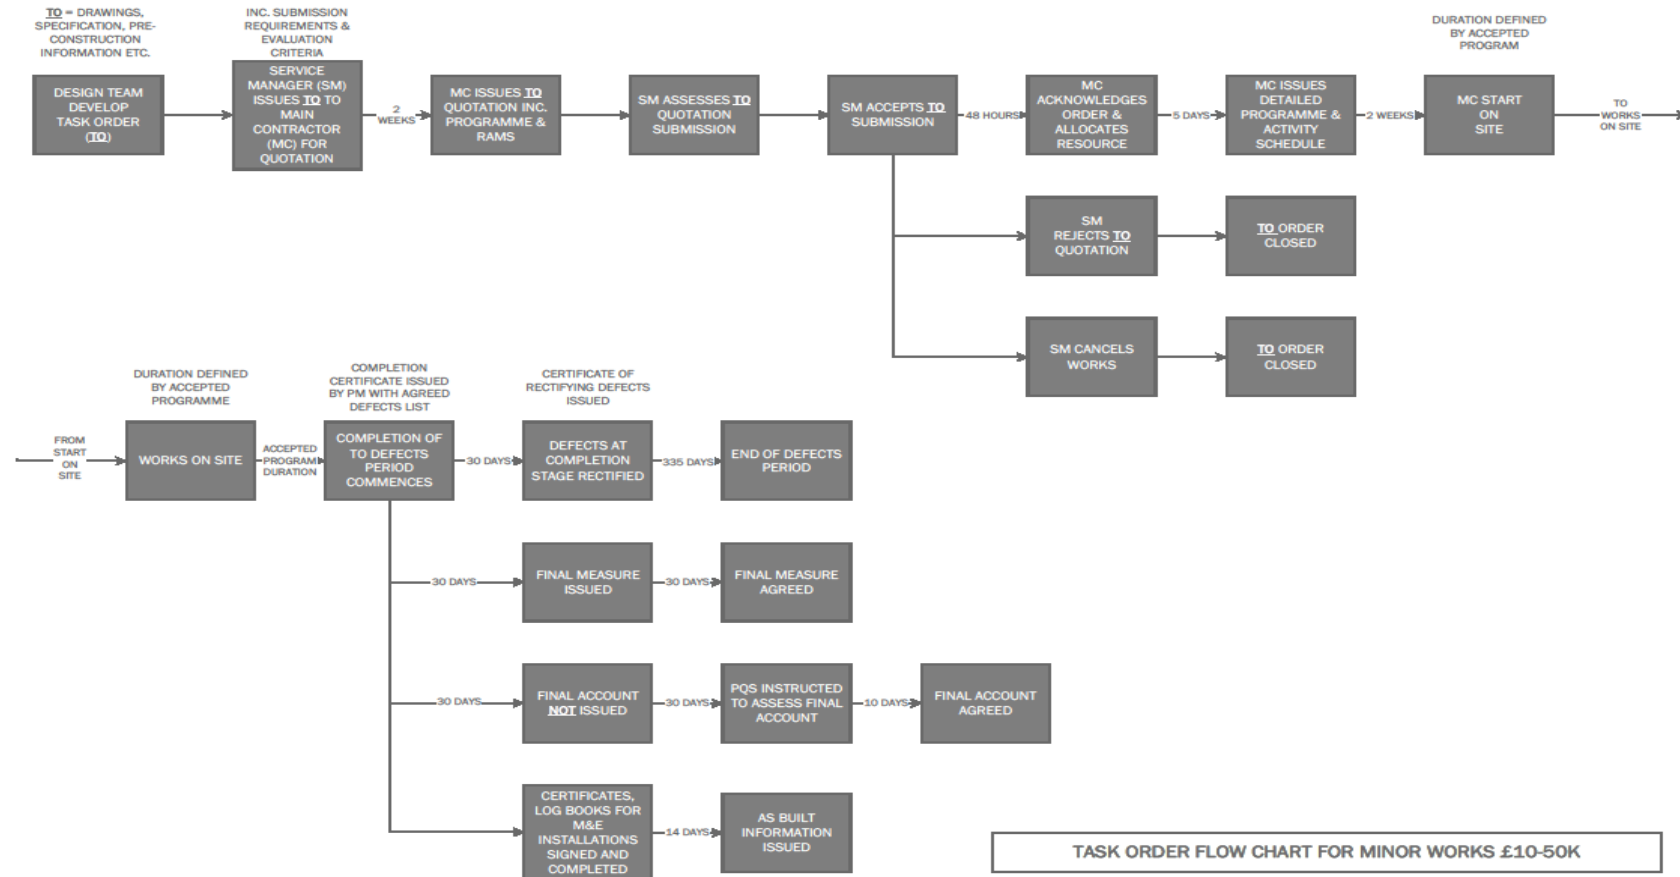 TO = DRAWINGS,
SPECIFICATION, PRE-
CONSTRUCTION
INFORMATION ETC.
INC. SUBMISSION
REQUIREMENTS &
EVALUATION
CRITERIA
DURATION DEFINED
BY ACCEPTED
PROGRAM
DESIGN TEAM
DEVELOP
TASK ORDER
(TO)
SERVICE
MANAGER (SM)
ISSUES TO TO
MAIN
CONTRACTOR
(MC) FOR
QUOTATION
2
WEEKS
MC ISSUES TO
QUOTATION INC.
PROGRAMME &
RAMS
SM ASSESSES TO
QUOTATION
SUBMISSION
SM ACCEPTS TO
SUBMISSION
48 HOURS
MC
ACKNOWLEDGES
ORDER &
ALLOCATES
RESOURCE
5 DAYS
MC ISSUES
DETAILED
PROGRAMME &
ACTIVITY
SCHEDULE
2 WEEKS
MC START
ON
SITE
TO
WORKS
ON SITE
SM
REJECTS TO
QUOTATION
TO ORDER
CLOSED
SM CANCELS
WORKS
TO ORDER
CLOSED
DURATION DEFINED
BY ACCEPTED
PROGRAMME
COMPLETION
CERTIFICATE ISSUED
BY PM WITH AGREED
DEFECTS LIST
CERTIFICATE OF
RECTIFYING DEFECTS
ISSUED
FROM
START
ON
SITE
WORKS ON SITE
ACCEPTED
PROGRAM
DURATION
COMPLETION OF
TO DEFECTS
PERIOD
COMMENCES
30 DAYS
DEFECTS AT
COMPLETION
STAGE RECTIFIED
335 DAYS
END OF DEFECTS
PERIOD
30 DAYS
FINAL MEASURE
ISSUED
30 DAYS
FINAL MEASURE
AGREED
30 DAYS
FINAL ACCOUNT
NOT ISSUED
30 DAYS
PQS INSTRUCTED
TO ASSESS FINAL
ACCOUNT
10 DAYS
FINAL ACCOUNT
AGREED
CERTIFICATES,
LOG BOOKS FOR
M&E
INSTALLATIONS
SIGNED AND
COMPLETED
14 DAYS
AS BUILT
INFORMATION
ISSUED
TASK ORDER FLOW CHART FOR MINOR WORKS £10-50K